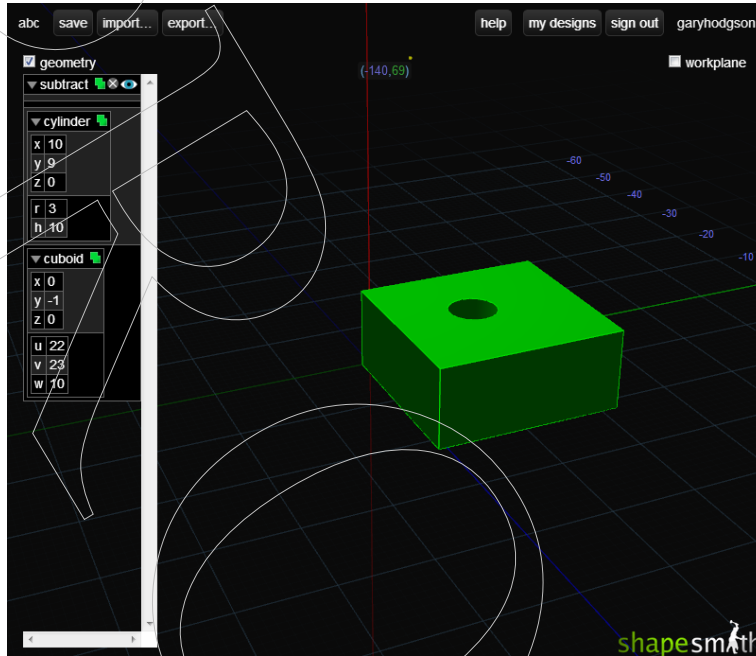 abc save import... export... help my designs sign out garyhodgson
geometry
workplane
(-140,69)
subtract
cylinder
x 10
y 9
z 0
r 3
h 10
cuboid
x 0
y -1
z 0
u 22
v 23
w 10
-60
-50
-40
-30
-20
-10
shapesmith